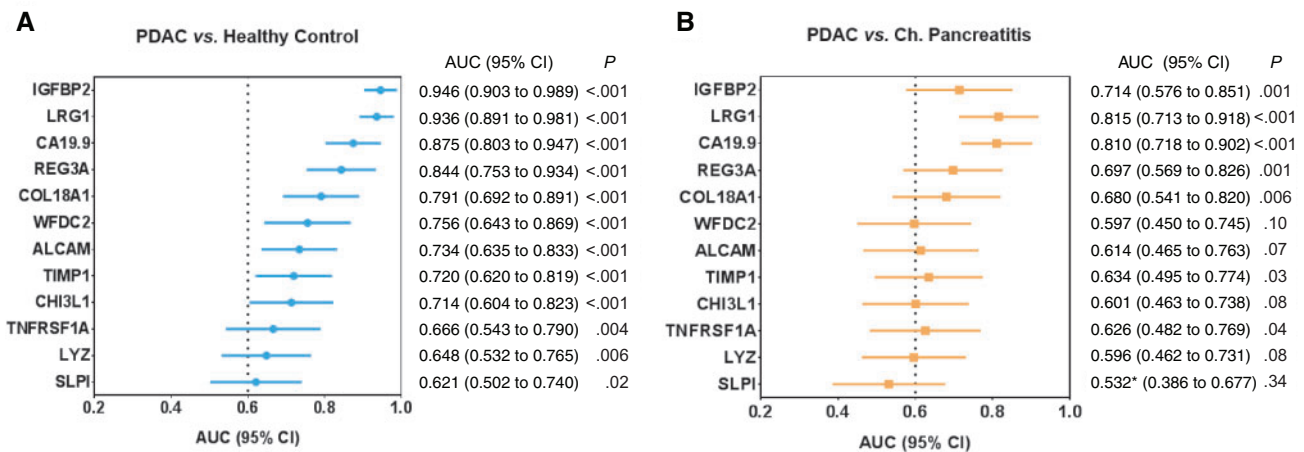 A
PDAC vs. Healthy Control
AUC (95% CI) P
IGFBP2 0.946 (0.903 to 0.989) <.001
LRG1 0.936 (0.891 to 0.981) <.001
CA19.9 0.875 (0.803 to 0.947) <.001
REG3A 0.844 (0.753 to 0.934) <.001
COL18A1 0.791 (0.692 to 0.891) <.001
WFDC2 0.756 (0.643 to 0.869) <.001
ALCAM 0.734 (0.635 to 0.833) <.001
TIMP1 0.720 (0.620 to 0.819) <.001
CHI3L1 0.714 (0.604 to 0.823) <.001
TNFRSF1A 0.666 (0.543 to 0.790) .004
LYZ 0.648 (0.532 to 0.765) .006
SLPI 0.621 (0.502 to 0.740) .02
0.2 0.4 0.6 0.8 1.0
AUC (95% CI)
B
PDAC vs. Ch. Pancreatitis
AUC (95% CI) P
IGFBP2 0.714 (0.576 to 0.851) .001
LRG1 0.815 (0.713 to 0.918) <.001
CA19.9 0.810 (0.718 to 0.902) <.001
REG3A 0.697 (0.569 to 0.826) .001
COL18A1 0.680 (0.541 to 0.820) .006
WFDC2 0.597 (0.450 to 0.745) .10
ALCAM 0.614 (0.465 to 0.763) .07
TIMP1 0.634 (0.495 to 0.774) .03
CHI3L1 0.601 (0.463 to 0.738) .08
TNFRSF1A 0.626 (0.482 to 0.769) .04
LYZ 0.596 (0.462 to 0.731) .08
SLPI 0.532* (0.386 to 0.677) .34
0.2 0.4 0.6 0.8 1.0
AUC (95% CI)